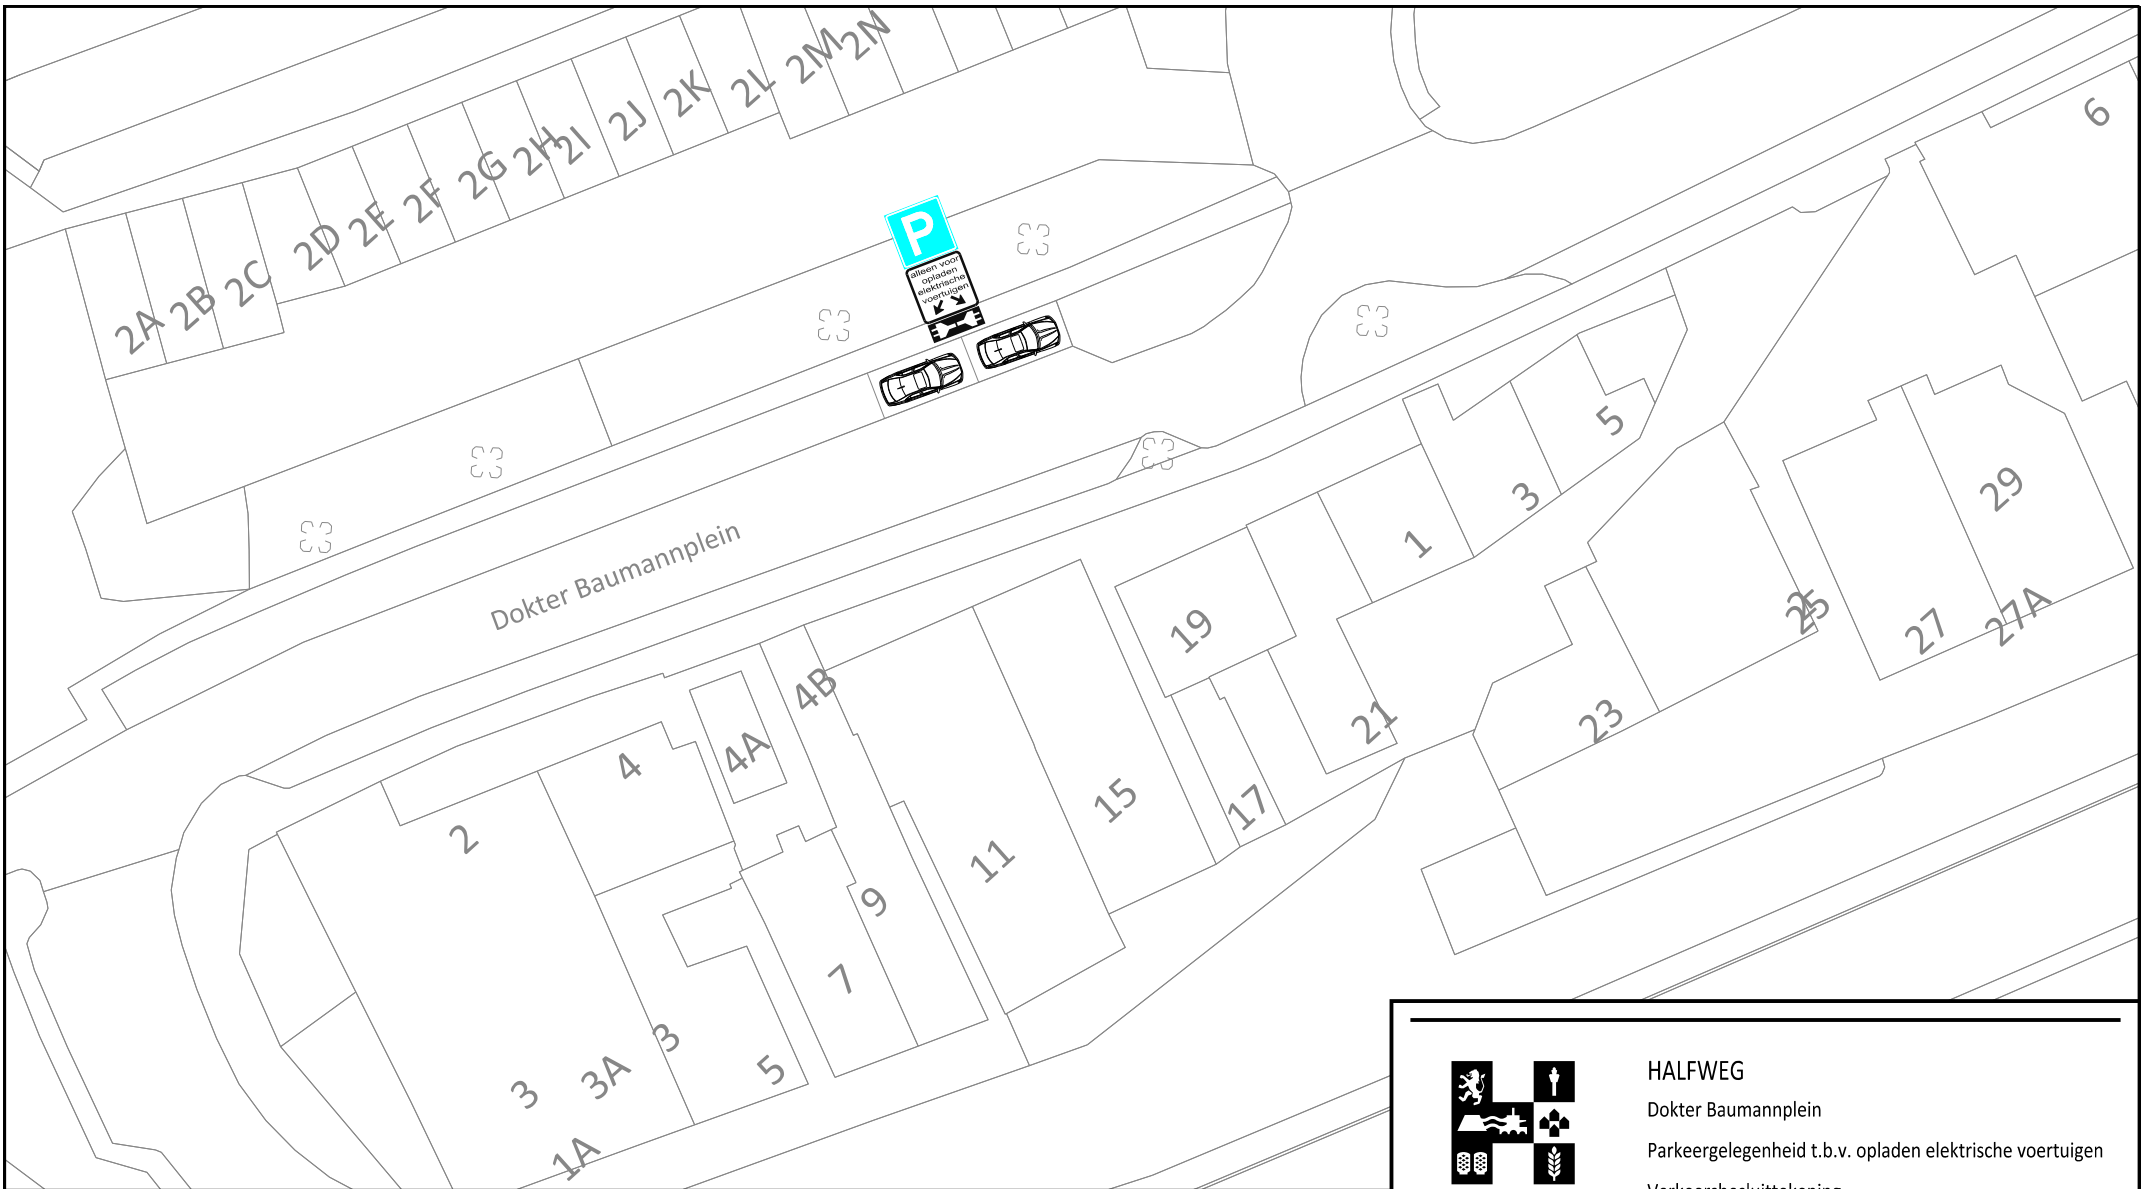 2M
2N
2L
2K
2J
2I
2H
2G
2F
2E
2D
2C
2B
2A
6
P
alleen voor
opladen
elektrische
voertuigen
5
3
1
29
Dokter Baumannplein
19
25
2
27
27A
4B
21
23
4A
4
2
15
17
11
9
7
3
3A
3
5
1A
HALFWEG
Dokter Baumannplein
Parkeergelegenheid t.b.v. opladen elektrische voertuigen